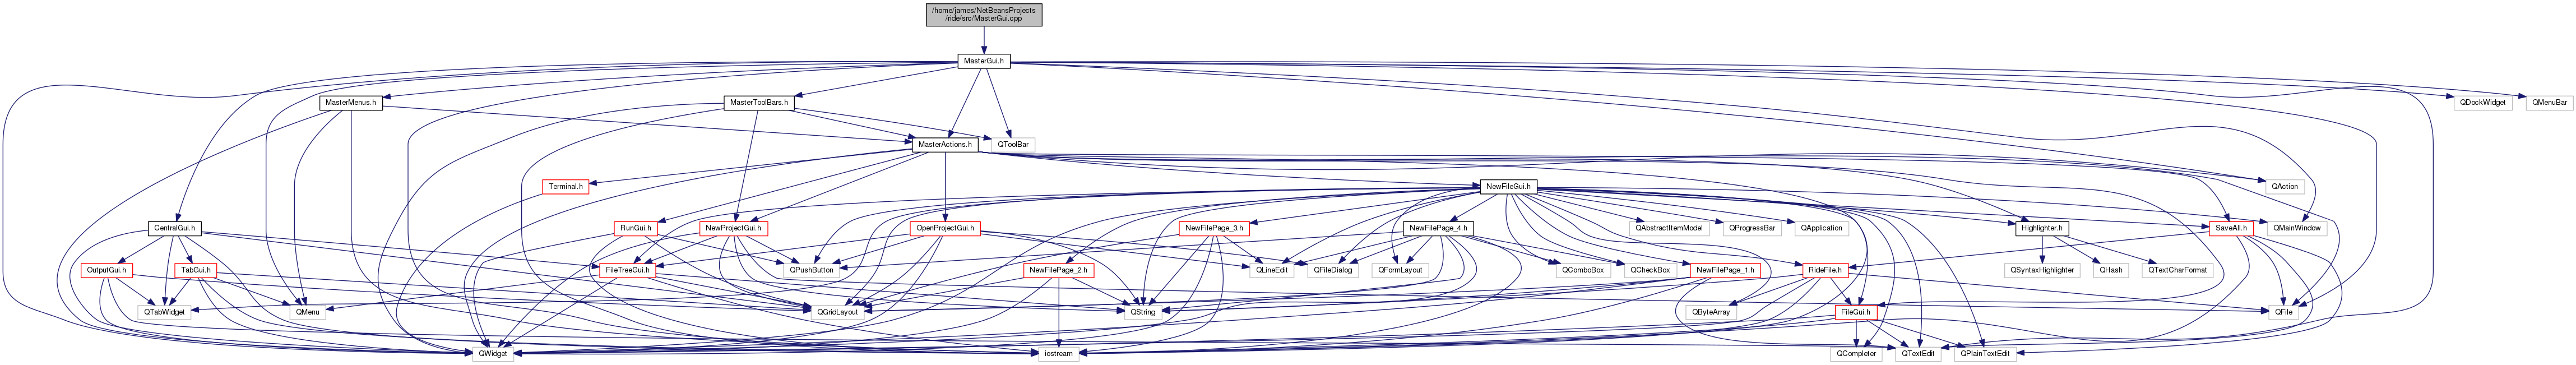 /home/james/NetBeansProjects
/ride/src/MasterGui.cpp
MasterGui.h
MasterMenus.h
MasterToolBars.h
QDockWidget
QMenuBar
MasterActions.h
QToolBar
Terminal.h
NewFileGui.h
QAction
CentralGui.h
RunGui.h
NewProjectGui.h
OpenProjectGui.h
NewFilePage_3.h
NewFilePage_4.h
QAbstractItemModel
QProgressBar
QApplication
Highlighter.h
SaveAll.h
QMainWindow
OutputGui.h
TabGui.h
FileTreeGui.h
QPushButton
NewFilePage_2.h
QLineEdit
QFileDialog
QFormLayout
QComboBox
QCheckBox
NewFilePage_1.h
RideFile.h
QSyntaxHighlighter
QHash
QTextCharFormat
QTabWidget
QMenu
QGridLayout
QString
QByteArray
FileGui.h
QFile
QWidget
iostream
QCompleter
QTextEdit
QPlainTextEdit